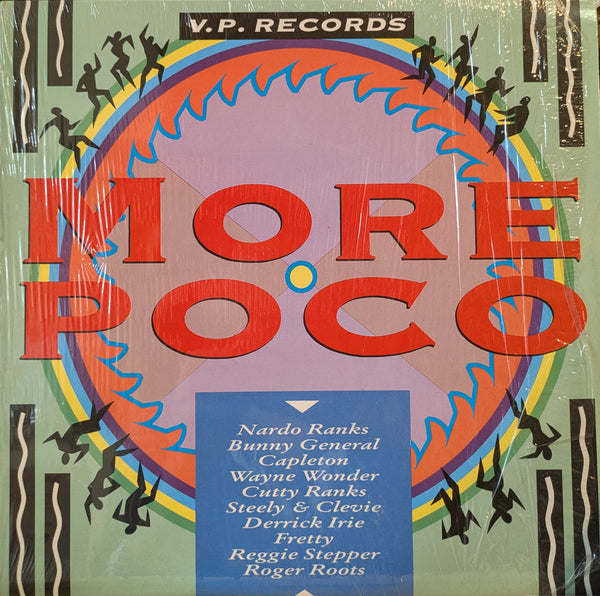 V.P. RECORDS
MORE
POCO
Nardo Ranks
Bunny General
Capleton
Wayne Wonder
Cutty Ranks
Steely & Clevie
Derrick Irie
Fretty
Reggie Stepper
Roger Roots